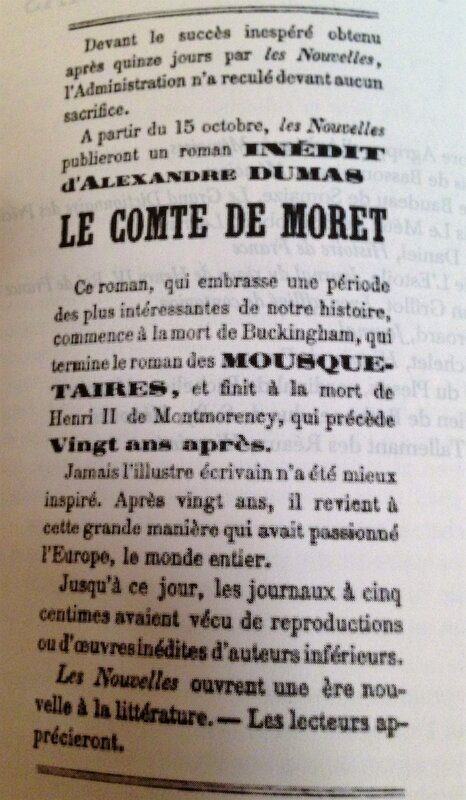 Devant le succès inespéré obtenu
après quinze jours par les Nouvelles,
l'Administration n'a reculé devant aucun
sacrifice.
A partir du 15 octobre, les Nouvelles
publieront un roman INÉDIT
d'ALEXANDRE DUMAS
LE COMTE DE MORET
Ce roman, qui embrasse une période
des plus intéressantes de notre histoire,
commence à la mort de Buckingham, qui
termine le roman des MOUSQUE-
TAIRES, et finit à la mort de
Henri II de Montmorency, qui précède
Vingt ans après.
Jamais l'illustre écrivain n'a été mieux
inspiré. Après vingt ans, il revient à
cette grande manière qui avait passionné
l'Europe, le monde entier.
Jusqu'à ce jour, les journaux à cinq
centimes avaient vécu de reproductions
ou d'œuvres inédites d'auteurs inférieurs.
Les Nouvelles ouvrent une ère nou-
velle à la littérature. — Les lecteurs ap-
précieront.